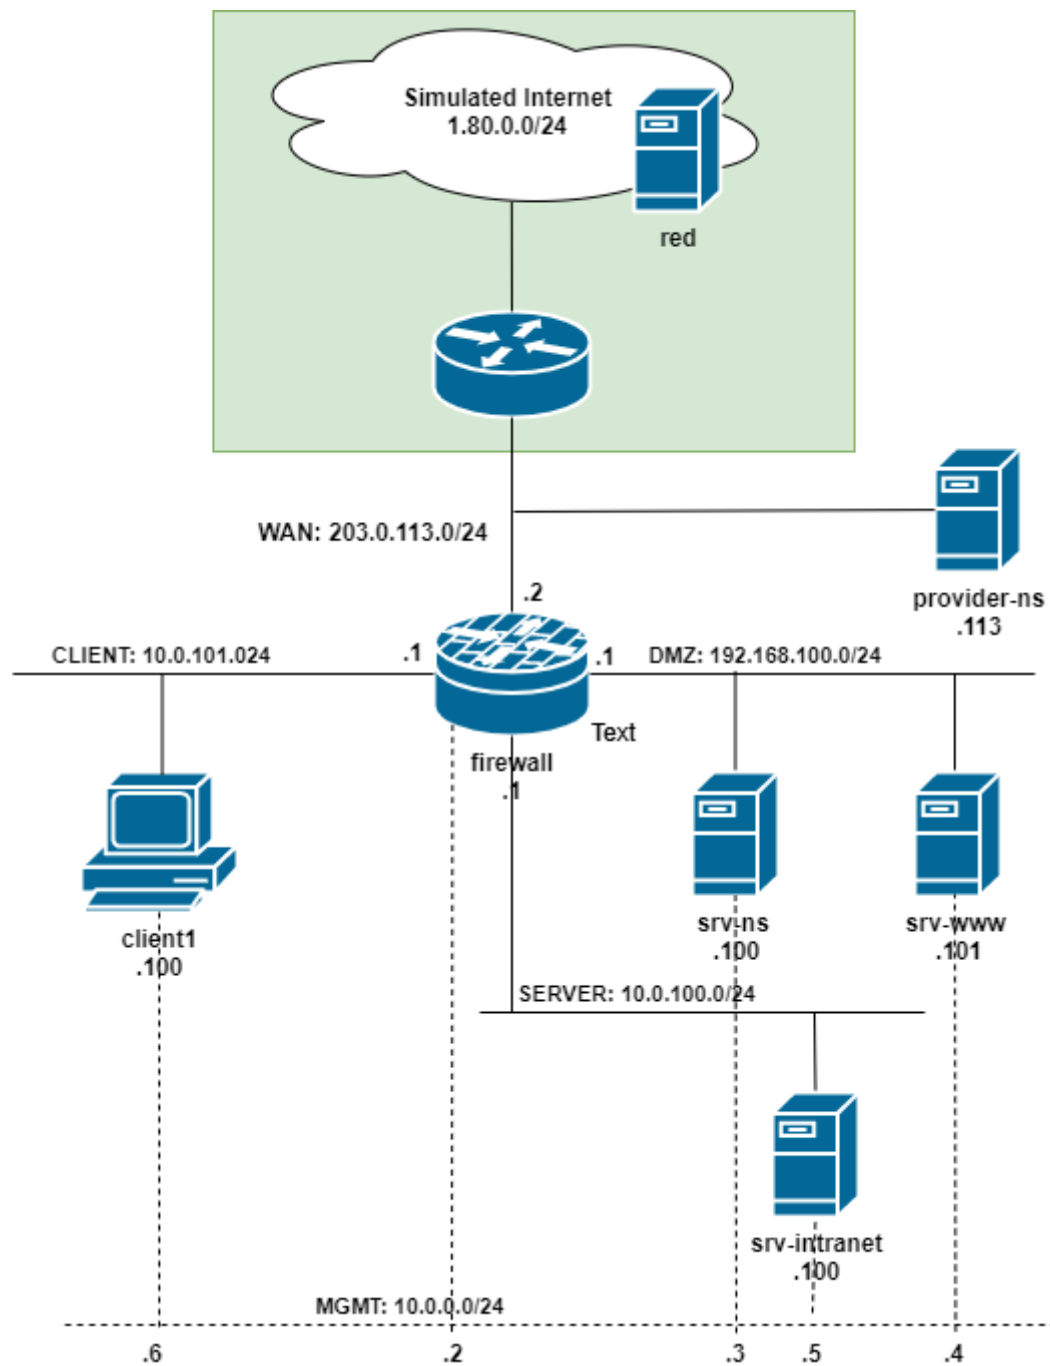 Simulated Internet
1.80.0.0/24
red
WAN: 203.0.113.0/24
provider-ns
.113
.2
CLIENT: 10.0.101.024
.1
.1
DMZ: 192.168.100.0/24
Text
firewall
.1
client1
.100
srv-ns
.100
srv-www
.101
SERVER: 10.0.100.0/24
srv-intranet
.100
MGMT: 10.0.0.0/24
.6
.2
.3
.5
.4